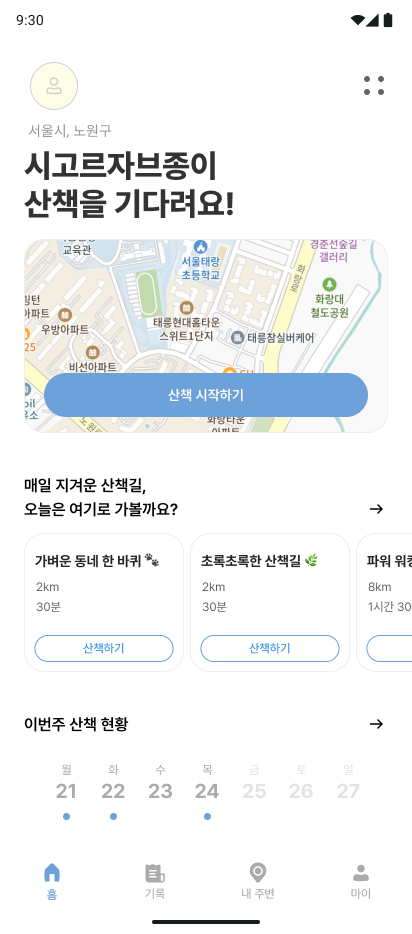 9:30
서울시, 노원구
시고르자브종이
산책을 기다려요!
교육관
서울태랑
초등학교
경춘선숲길
갤러리
화랑로
화랑대
철도공원
우방아파트
태릉현대홈타운
스위트1단지
태릉참실버케어
25
비선아파트
산책 시작하기
화랑타운
아파트
매일 지겨운 산책길,
오늘은 여기로 가볼까요? →
가벼운 동네 한 바퀴 🐾 초록초록한 산책길 🌿 파워 워킹
2km 2km 8km
30분 30분 1시간 30
산책하기 산책하기
이번주 산책 현황 →
월 화 수 목 금 토 일
21 22 23 24 25 26 27
홈 기록 내 주변 마이